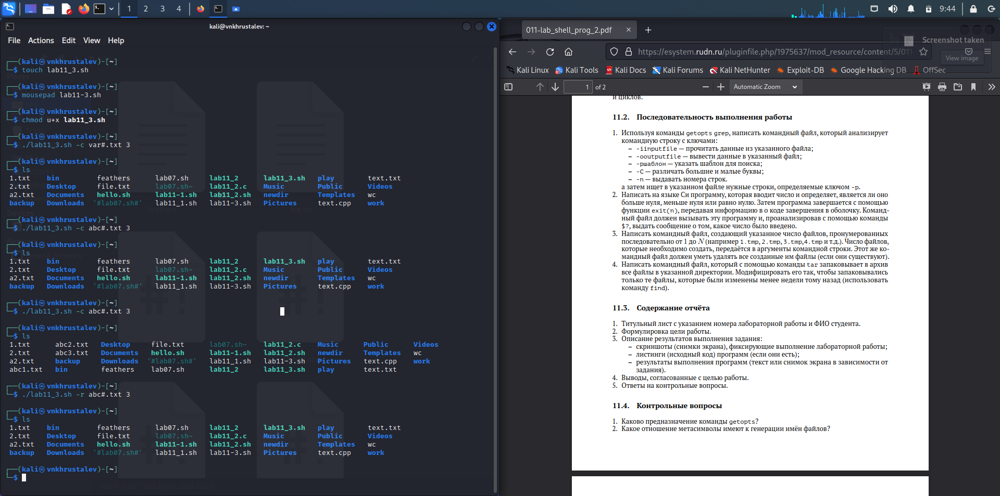 1 2 3 4
9:44
kali@vnkhrustalev: ~
File Actions Edit View Help
┌──(kali㉿vnkhrustalev)-[~]
└─$ touch lab11_3.sh
┌──(kali㉿vnkhrustalev)-[~]
└─$ mousepad lab11-3.sh
┌──(kali㉿vnkhrustalev)-[~]
└─$ chmod u+x lab11_3.sh
┌──(kali㉿vnkhrustalev)-[~]
└─$ ./lab11_3.sh -c var#.txt 3
┌──(kali㉿vnkhrustalev)-[~]
└─$ ls
1.txt bin feathers lab07.sh lab11_2 lab11_3.sh play text.txt
2.txt Desktop file.txt lab07.sh~ lab11_2.c Music Public Videos
a2.txt Documents hello.sh lab11-1.sh lab11_2.sh newdir Templates wc
backup Downloads '#lab07.sh#' lab11_1.sh lab11-3.sh Pictures text.cpp work
┌──(kali㉿vnkhrustalev)-[~]
└─$ ./lab11_3.sh -c abc#.txt 3
┌──(kali㉿vnkhrustalev)-[~]
└─$ ls
1.txt bin feathers lab07.sh lab11_2 lab11_3.sh play text.txt
2.txt Desktop file.txt lab07.sh~ lab11_2.c Music Public Videos
a2.txt Documents hello.sh lab11-1.sh lab11_2.sh newdir Templates wc
backup Downloads '#lab07.sh#' lab11_1.sh lab11-3.sh Pictures text.cpp work
┌──(kali㉿vnkhrustalev)-[~]
└─$ ./lab11_3.sh -c abc#.txt 3
┌──(kali㉿vnkhrustalev)-[~]
└─$ ls
1.txt abc2.txt Desktop file.txt lab07.sh~ lab11_2.c Music Public Videos
2.txt abc3.txt Documents hello.sh lab11-1.sh lab11_2.sh newdir Templates wc
a2.txt backup Downloads '#lab07.sh#' lab11_1.sh lab11-3.sh Pictures text.cpp work
abc1.txt bin feathers lab07.sh lab11_2 lab11_3.sh play text.txt
┌──(kali㉿vnkhrustalev)-[~]
└─$ ./lab11_3.sh -r abc#.txt 3
┌──(kali㉿vnkhrustalev)-[~]
└─$ ls
1.txt bin feathers lab07.sh lab11_2 lab11_3.sh play text.txt
2.txt Desktop file.txt lab07.sh~ lab11_2.c Music Public Videos
a2.txt Documents hello.sh lab11-1.sh lab11_2.sh newdir Templates wc
backup Downloads '#lab07.sh#' lab11_1.sh lab11-3.sh Pictures text.cpp work
┌──(kali㉿vnkhrustalev)-[~]
└─$
011-lab_shell_prog_2.pdf
Screenshot taken
View image
https://esystem.rudn.ru/pluginfile.php/1975637/mod_resource/content/5/011
Kali Linux Kali Tools Kali Docs Kali Forums Kali NetHunter Exploit-DB Google Hacking DB OffSec
1 of 2 Automatic Zoom
и циклов.
11.2. Последовательность выполнения работы
1. Используя команды getopts grep, написать командный файл, который анализирует
командную строку с ключами:
– -iinputfile — прочитать данные из указанного файла;
– -ooutputfile — вывести данные в указанный файл;
– -pшаблон — указать шаблон для поиска;
– -C — различать большие и малые буквы;
– -n — выдавать номера строк.
а затем ищет в указанном файле нужные строки, определяемые ключом -p.
2. Написать на языке Си программу, которая вводит число и определяет, является ли оно
больше нуля, меньше нуля или равно нулю. Затем программа завершается с помощью
функции exit(n), передавая информацию в о коде завершения в оболочку. Команд-
ный файл должен вызывать эту программу и, проанализировав с помощью команды
$?, выдать сообщение о том, какое число было введено.
3. Написать командный файл, создающий указанное число файлов, пронумерованных
последовательно от 1 до N (например 1.tmp, 2.tmp, 3.tmp,4.tmp и т.д.). Число файлов,
которые необходимо создать, передаётся в аргументы командной строки. Этот же ко-
мандный файл должен уметь удалять все созданные им файлы (если они существуют).
4. Написать командный файл, который с помощью команды tar запаковывает в архив
все файлы в указанной директории. Модифицировать его так, чтобы запаковывались
только те файлы, которые были изменены менее недели тому назад (использовать
команду find).
11.3. Содержание отчёта
1. Титульный лист с указанием номера лабораторной работы и ФИО студента.
2. Формулировка цели работы.
3. Описание результатов выполнения задания:
– скриншоты (снимки экрана), фиксирующие выполнение лабораторной работы;
– листинги (исходный код) программ (если они есть);
– результаты выполнения программ (текст или снимок экрана в зависимости от
задания).
4. Выводы, согласованные с целью работы.
5. Ответы на контрольные вопросы.
11.4. Контрольные вопросы
1. Каково предназначение команды getopts?
2. Какое отношение метасимволы имеют к генерации имён файлов?